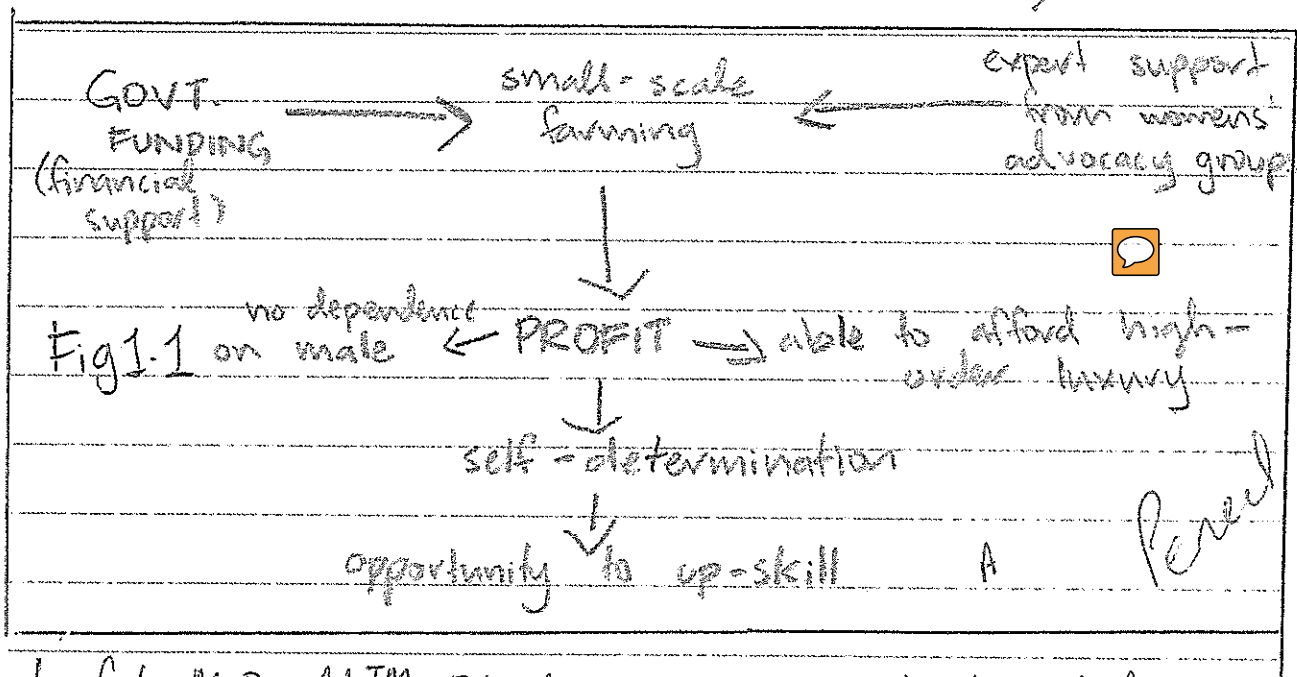 GOVT.
FUNDING
(financial
support)
small-scale
farming
expert support
from womens'
advocacy group
Fig 1.1
no dependence
on male
PROFIT
able to afford high-
order luxury
self-determination
opportunity to up-skill
A
Pencil